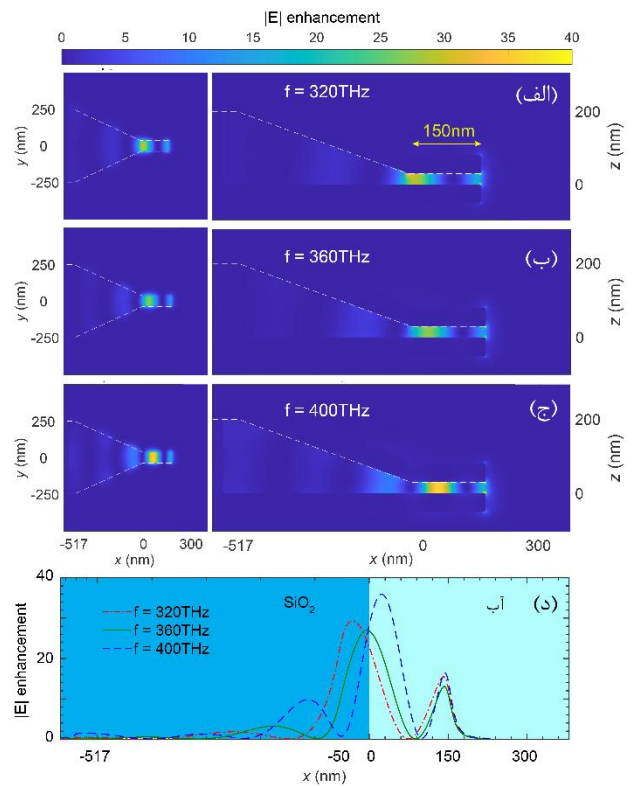 |E| enhancement
0 5 10 15 20 25 30 35 40
f = 320THz
(الف)
150nm
250
0
-250
y (nm)
200
0
z (nm)
f = 360THz
(ب)
250
0
-250
y (nm)
200
0
z (nm)
f = 400THz
(ج)
250
0
-250
y (nm)
200
0
z (nm)
-517 0 300
x (nm)
-517 0 300
x (nm)
40
20
0
|E| enhancement
f = 320THz
f = 360THz
f = 400THz
SiO₂
آب
(د)
-517 -50 0 150 300
x (nm)